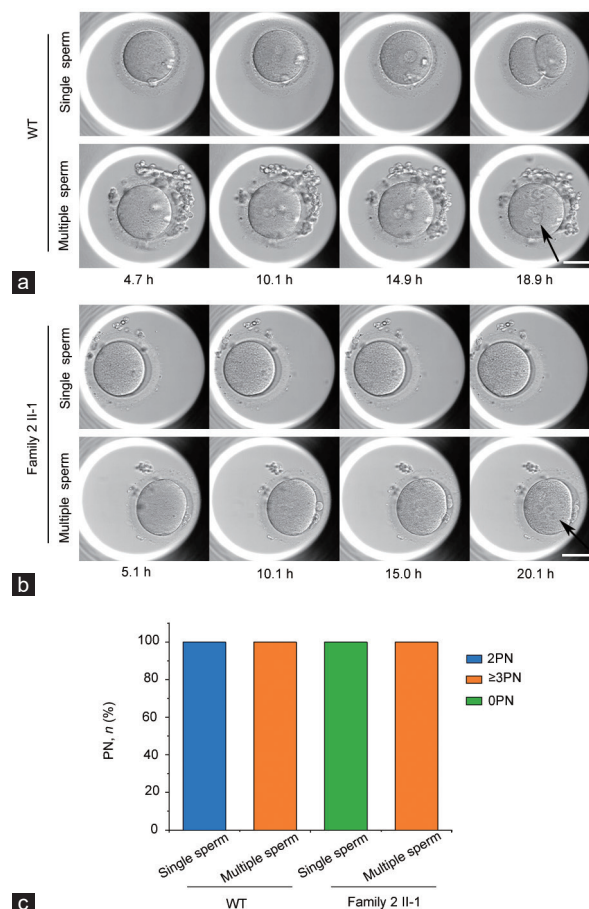 WT
Single sperm
Multiple sperm
4.7 h 10.1 h 14.9 h 18.9 h
a
Family 2 II-1
Single sperm
Multiple sperm
5.1 h 10.1 h 15.0 h 20.1 h
b
PN, n (%)
100
80
60
40
20
0
2PN
≥3PN
0PN
Single sperm Multiple sperm Single sperm Multiple sperm
WT Family 2 II-1
c